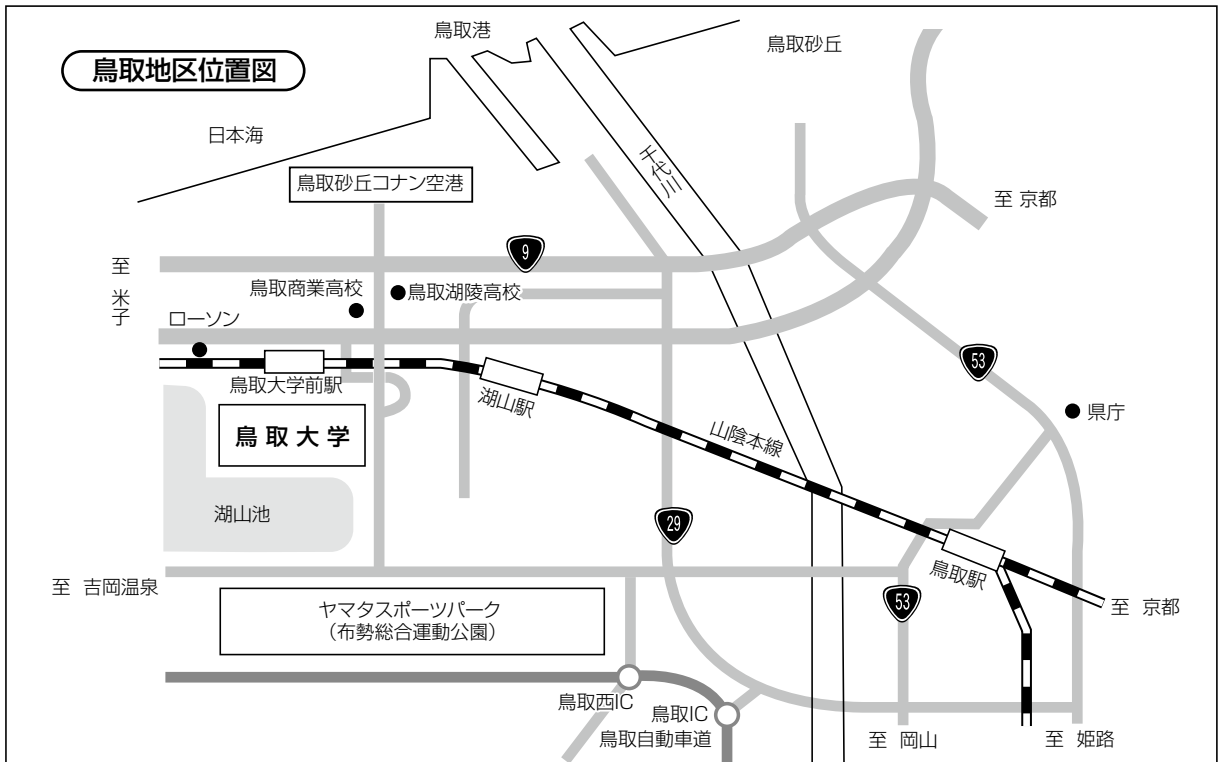 鳥取地区位置図
鳥取港
鳥取砂丘
日本海
千代川
鳥取砂丘コナン空港
至 京都
9
至 米子
鳥取商業高校
鳥取湖陵高校
ローソン
鳥取大学前駅
湖山駅
53
県庁
鳥取大学
山陰本線
湖山池
29
鳥取駅
至 吉岡温泉
53
至 京都
ヤマタスポーツパーク
（布勢総合運動公園）
鳥取西IC
鳥取IC
鳥取自動車道
至 岡山
至 姫路